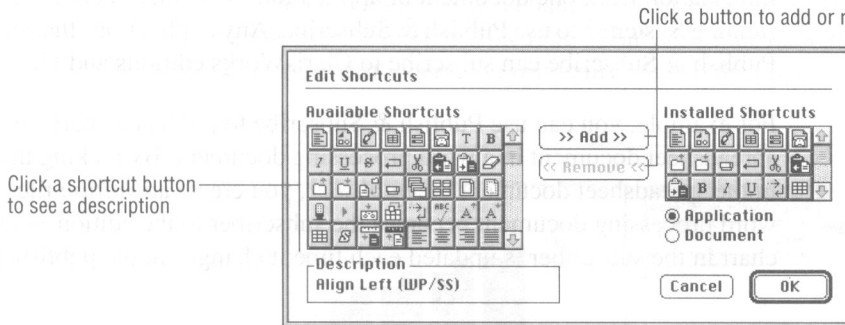 Click a button to add or r
Edit Shortcuts
Available Shortcuts
Installed Shortcuts
>> Add >>
<< Remove <<
Click a shortcut button
to see a description
Application
Document
Description
Align Left (WP/SS)
Cancel
OK